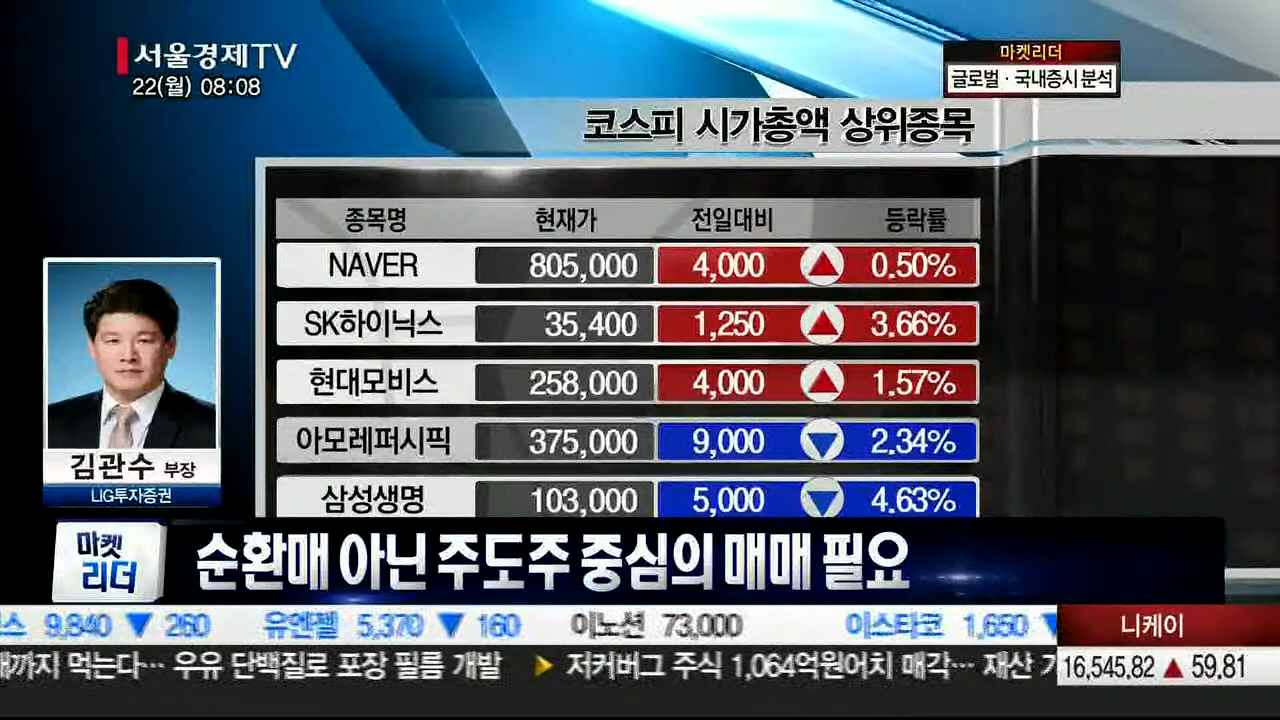 서울경제TV
22(월) 08:08
마켓리더
글로벌 · 국내증시 분석
코스피 시가총액 상위종목
종목명 현재가 전일대비 등락률
NAVER 805,000 4,000 ▲ 0.50%
SK하이닉스 35,400 1,250 ▲ 3.66%
현대모비스 258,000 4,000 ▲ 1.57%
아모레퍼시픽 375,000 9,000 ▼ 2.34%
삼성생명 103,000 5,000 ▼ 4.63%
김관수 부장
LIG투자증권
마켓
리더
순환매 아닌 주도주 중심의 매매 필요
스 9,840 ▼ 260 유엔젤 5,370 ▼ 160 이노션 73,000 이스타코 1,650 ▼
니케이
까지 먹는다… 우유 단백질로 포장 필름 개발 ▶ 저커버그 주식 1,064억원어치 매각… 재산
16,545.82 ▲ 59.81